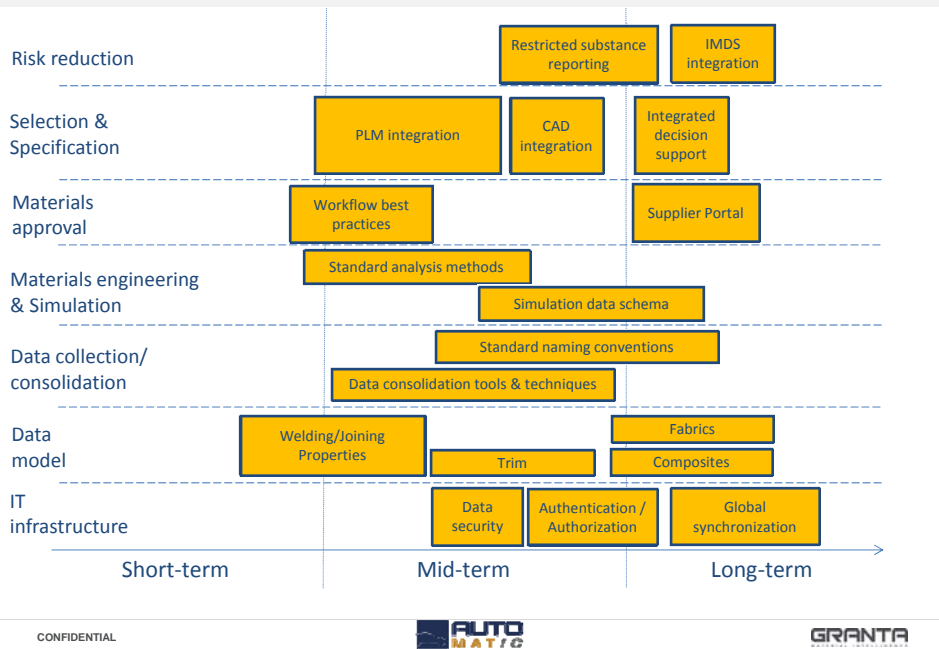 Risk reduction
Restricted substance
reporting
IMDS
integration
Selection &
Specification
PLM integration
CAD
integration
Integrated
decision
support
Materials
approval
Workflow best
practices
Supplier Portal
Materials engineering
& Simulation
Standard analysis methods
Simulation data schema
Data collection/
consolidation
Standard naming conventions
Data consolidation tools & techniques
Data
model
Welding/Joining
Properties
Trim
Fabrics
Composites
IT
infrastructure
Data
security
Authentication /
Authorization
Global
synchronization
Short-term
Mid-term
Long-term
CONFIDENTIAL
AUTO
MATIC
GRANTA
MATERIAL INTELLIGENCE